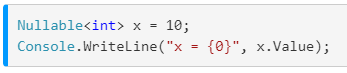 Nullable<int> x = 10;
Console.WriteLine("x = {0}", x.Value);